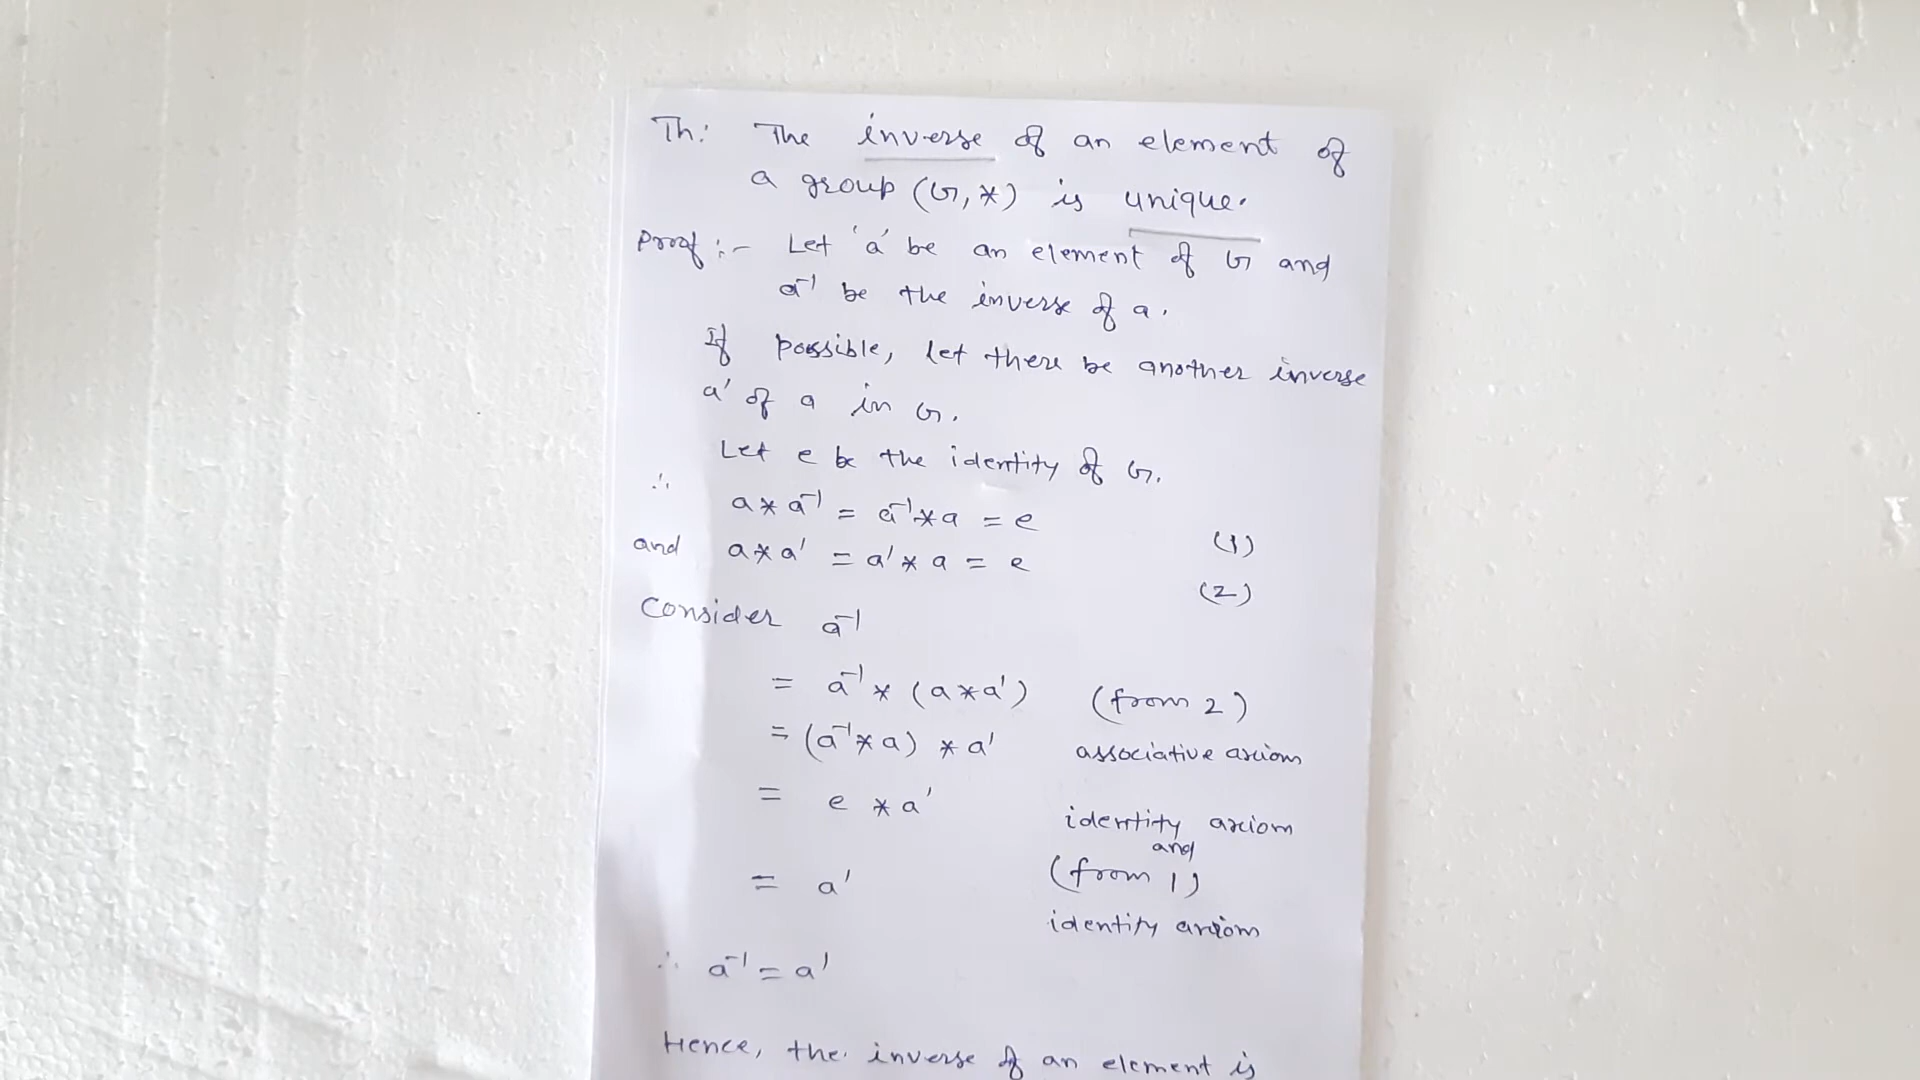 Th: The inverse of an element of
a group (G, *) is unique.
Proof :- Let 'a' be an element of G and
a⁻¹ be the inverse of a.
If possible, let there be another inverse
a' of a in G.
Let e be the identity of G.
∴ a * a⁻¹ = a⁻¹ * a = e (1)
and a * a' = a' * a = e (2)
Consider a⁻¹
= a⁻¹ * (a * a') (from 2)
= (a⁻¹ * a) * a' associative axiom
= e * a' identity axiom
and
(from 1)
= a' identity axiom
∴ a⁻¹ = a'
Hence, the inverse of an element is